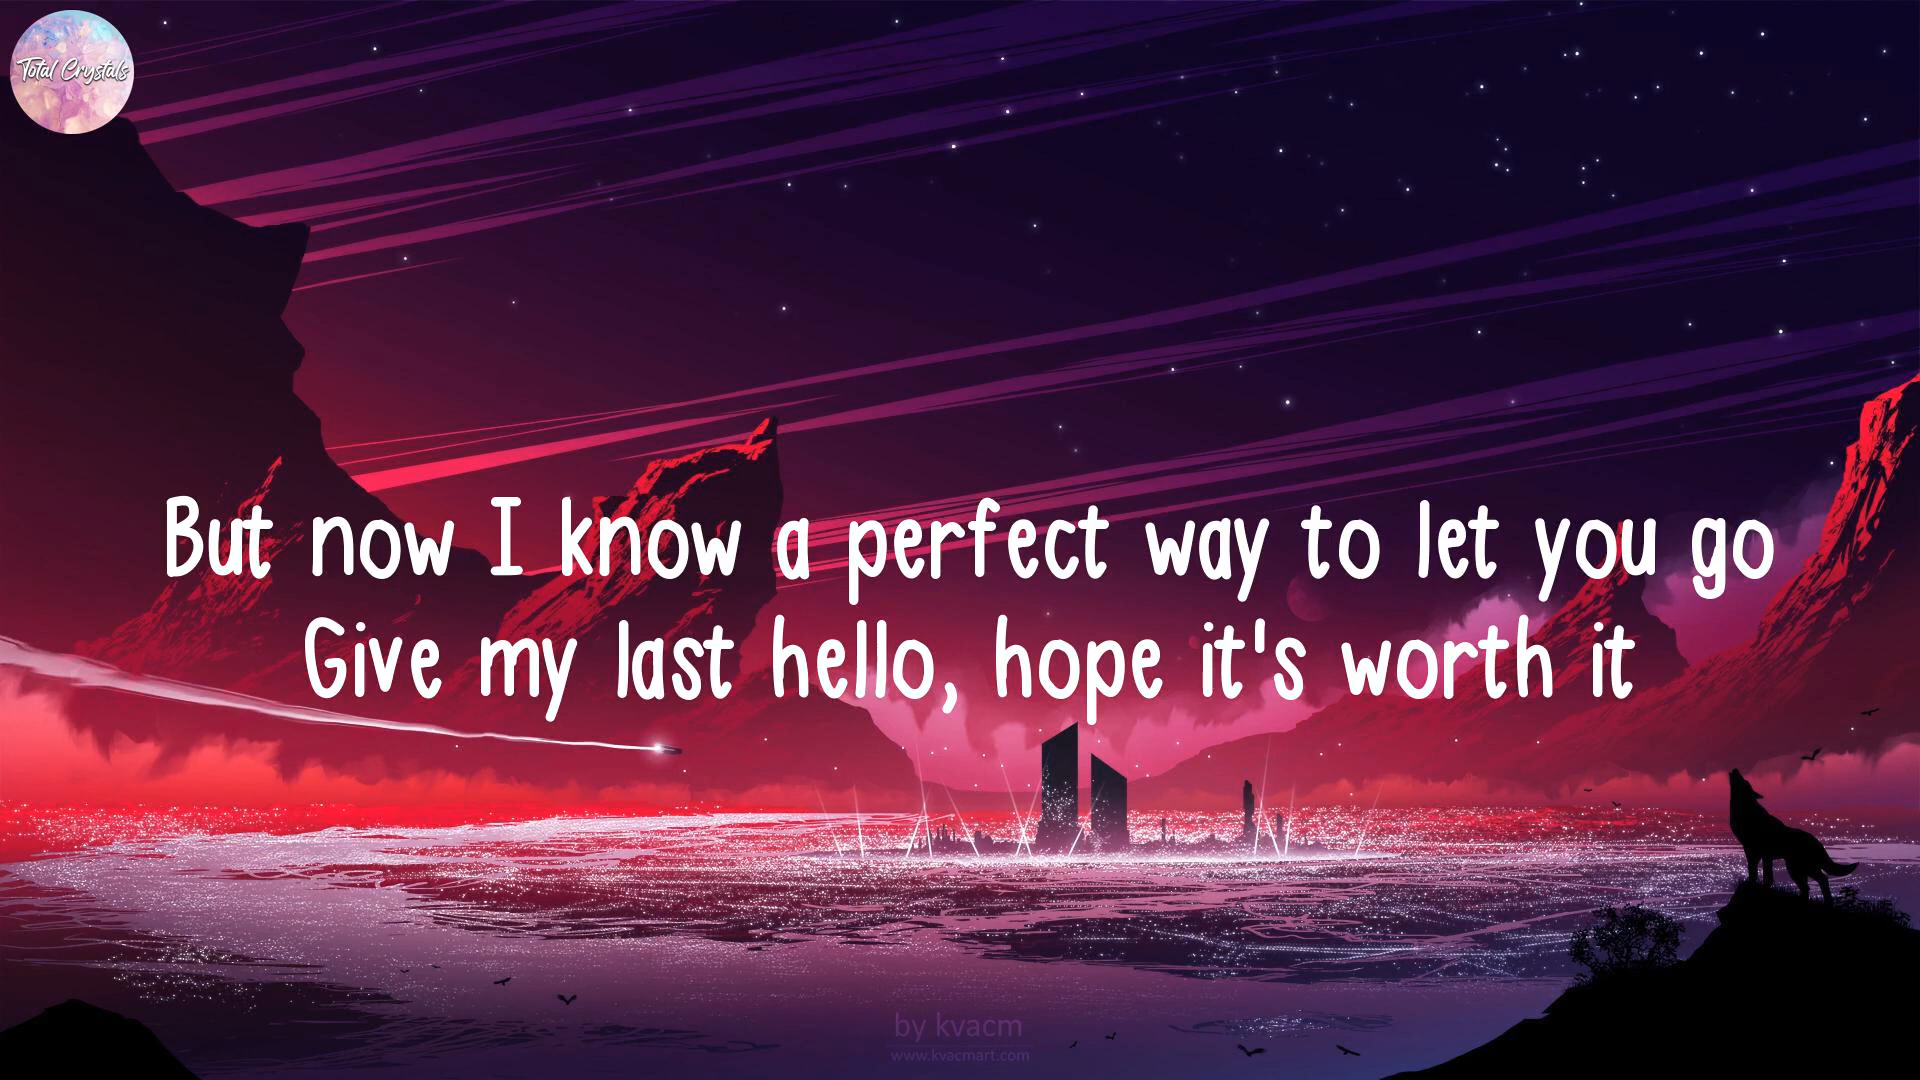 Total Crystals
But now I know a perfect way to let you go
Give my last hello, hope it's worth it
by kvacm
www.kvacmart.com